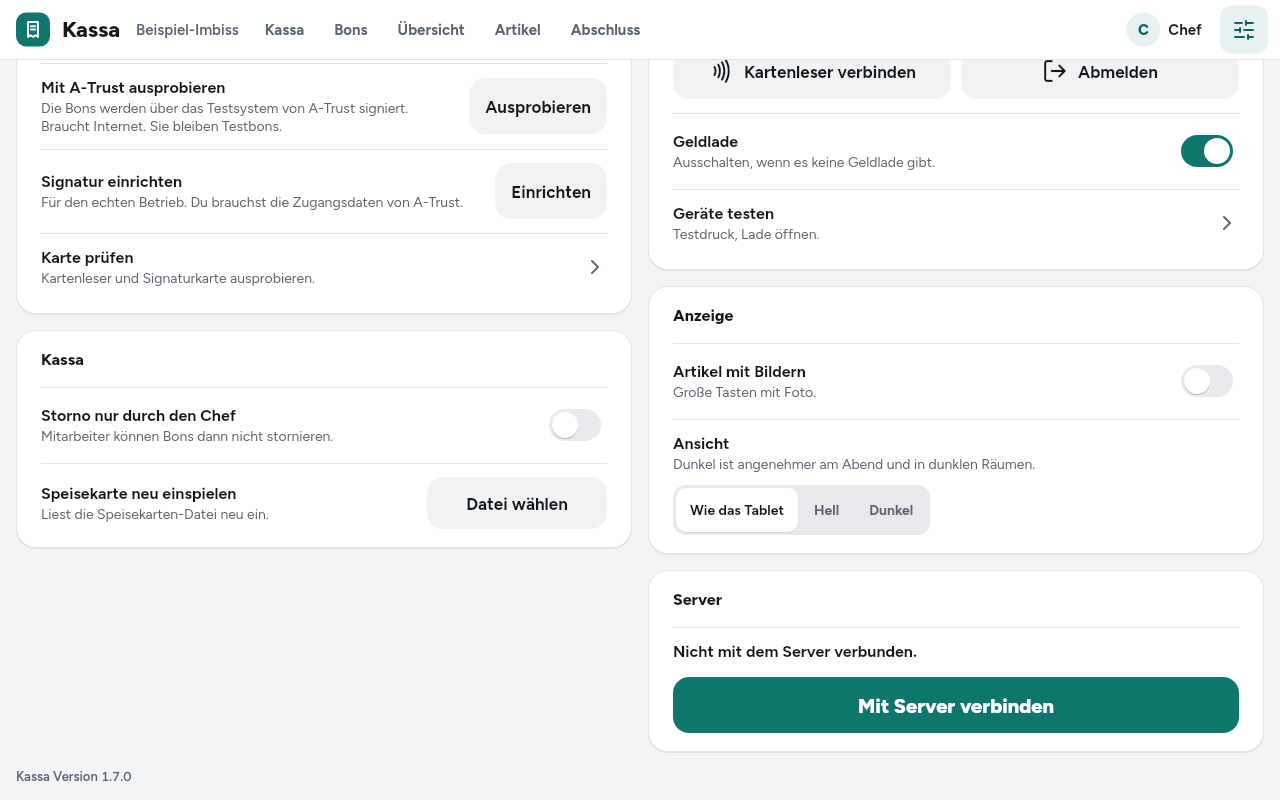 Kassa
Beispiel-Imbiss
Kassa
Bons
Übersicht
Artikel
Abschluss
C
Chef
Mit A-Trust ausprobieren
Die Bons werden über das Testsystem von A-Trust signiert.
Braucht Internet. Sie bleiben Testbons.
Ausprobieren
Signatur einrichten
Für den echten Betrieb. Du brauchst die Zugangsdaten von A-Trust.
Einrichten
Karte prüfen
Kartenleser und Signaturkarte ausprobieren.
Kassa
Storno nur durch den Chef
Mitarbeiter können Bons dann nicht stornieren.
Speisekarte neu einspielen
Liest die Speisekarten-Datei neu ein.
Datei wählen
Kartenleser verbinden
Abmelden
Geldlade
Ausschalten, wenn es keine Geldlade gibt.
Geräte testen
Testdruck, Lade öffnen.
Anzeige
Artikel mit Bildern
Große Tasten mit Foto.
Ansicht
Dunkel ist angenehmer am Abend und in dunklen Räumen.
Wie das Tablet
Hell
Dunkel
Server
Nicht mit dem Server verbunden.
Mit Server verbinden
Kassa Version 1.7.0